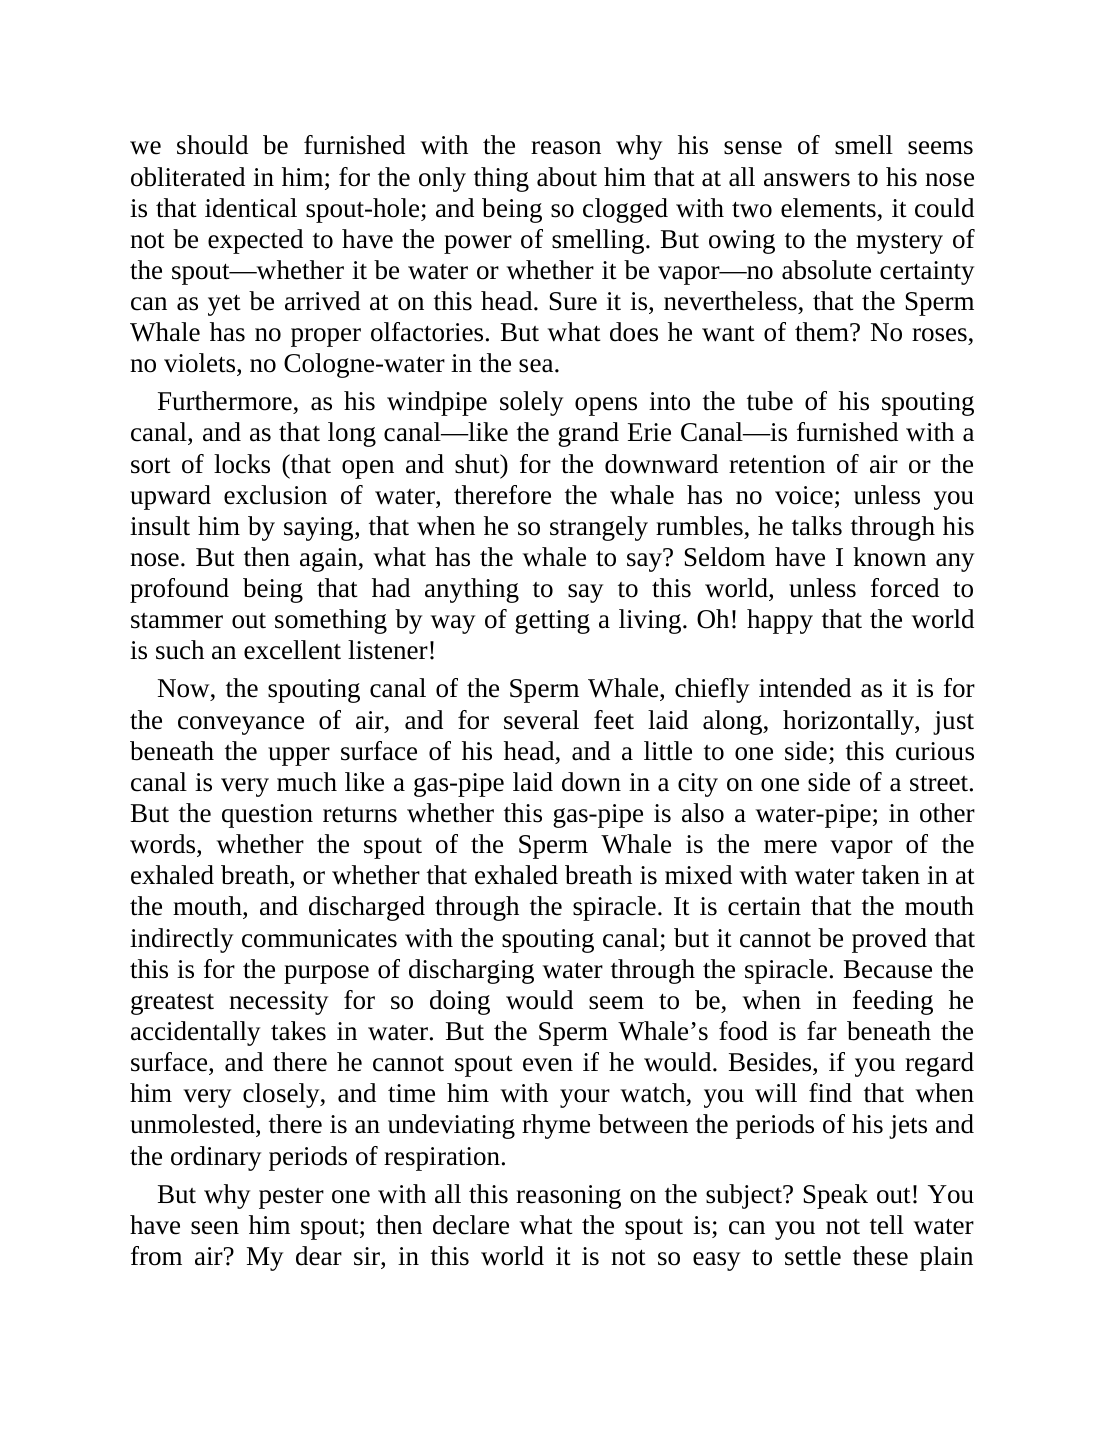 we should be furnished with the reason why his sense of smell seems
obliterated in him; for the only thing about him that at all answers to his nose
is that identical spout-hole; and being so clogged with two elements, it could
not be expected to have the power of smelling. But owing to the mystery of
the spout—whether it be water or whether it be vapor—no absolute certainty
can as yet be arrived at on this head. Sure it is, nevertheless, that the Sperm
Whale has no proper olfactories. But what does he want of them? No roses,
no violets, no Cologne-water in the sea.
Furthermore, as his windpipe solely opens into the tube of his spouting
canal, and as that long canal—like the grand Erie Canal—is furnished with a
sort of locks (that open and shut) for the downward retention of air or the
upward exclusion of water, therefore the whale has no voice; unless you
insult him by saying, that when he so strangely rumbles, he talks through his
nose. But then again, what has the whale to say? Seldom have I known any
profound being that had anything to say to this world, unless forced to
stammer out something by way of getting a living. Oh! happy that the world
is such an excellent listener!
Now, the spouting canal of the Sperm Whale, chiefly intended as it is for
the conveyance of air, and for several feet laid along, horizontally, just
beneath the upper surface of his head, and a little to one side; this curious
canal is very much like a gas-pipe laid down in a city on one side of a street.
But the question returns whether this gas-pipe is also a water-pipe; in other
words, whether the spout of the Sperm Whale is the mere vapor of the
exhaled breath, or whether that exhaled breath is mixed with water taken in at
the mouth, and discharged through the spiracle. It is certain that the mouth
indirectly communicates with the spouting canal; but it cannot be proved that
this is for the purpose of discharging water through the spiracle. Because the
greatest necessity for so doing would seem to be, when in feeding he
accidentally takes in water. But the Sperm Whale’s food is far beneath the
surface, and there he cannot spout even if he would. Besides, if you regard
him very closely, and time him with your watch, you will find that when
unmolested, there is an undeviating rhyme between the periods of his jets and
the ordinary periods of respiration.
But why pester one with all this reasoning on the subject? Speak out! You
have seen him spout; then declare what the spout is; can you not tell water
from air? My dear sir, in this world it is not so easy to settle these plain